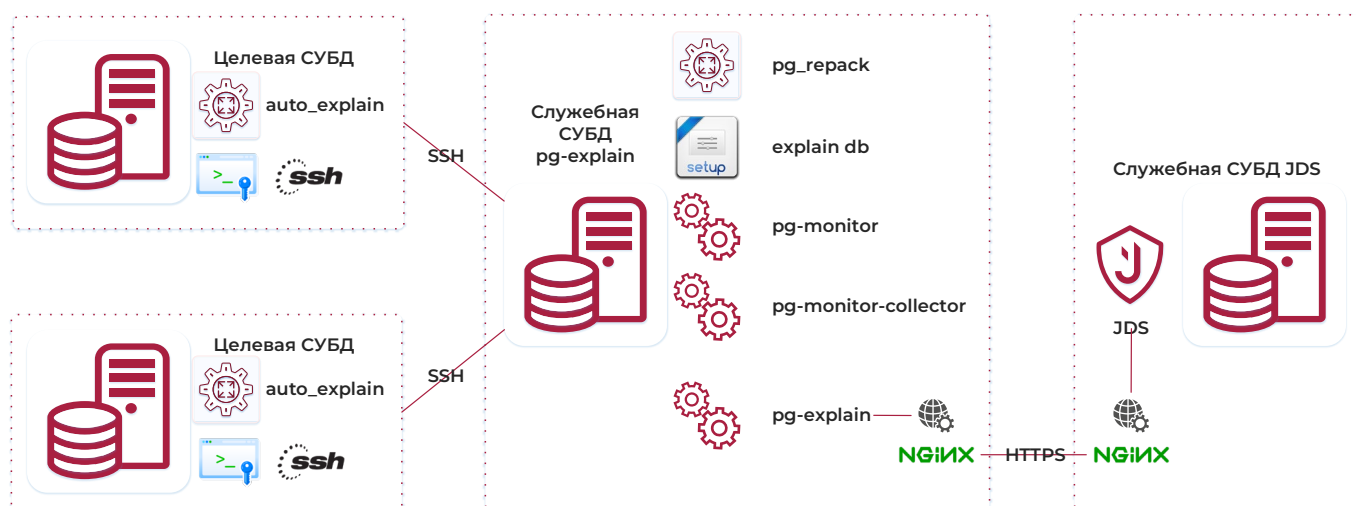 Целевая СУБД
auto_explain
>_
ssh
SSH
Целевая СУБД
auto_explain
>_
ssh
SSH
Служебная
СУБД
pg-explain
pg_repack
setup
explain db
pg-monitor
pg-monitor-collector
pg-explain
NGINX
HTTPS
NGINX
Служебная СУБД JDS
J
JDS